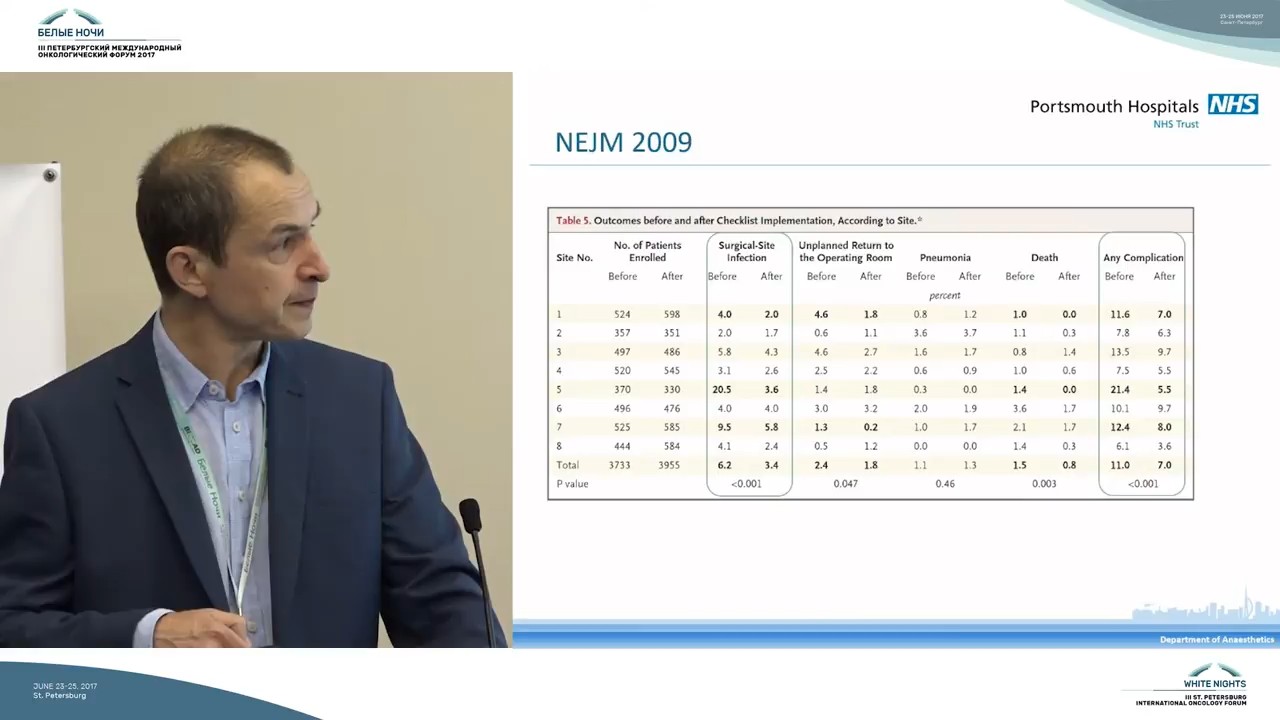 БЕЛЫЕ НОЧИ
III ПЕТЕРБУРГСКИЙ МЕЖДУНАРОДНЫЙ
ОНКОЛОГИЧЕСКИЙ ФОРУМ 2017
23-25 ИЮНЯ 2017
Санкт-Петербург
Portsmouth Hospitals NHS
NHS Trust
NEJM 2009
Table 5. Outcomes before and after Checklist Implementation, According to Site.*
Site No. No. of Patients Enrolled Surgical-Site Infection Unplanned Return to the Operating Room Pneumonia Death Any Complication
Before After Before After Before After Before After Before After Before After
percent
1 524 598 4.0 2.0 4.6 1.8 0.8 1.2 1.0 0.0 11.6 7.0
2 357 351 2.0 1.7 0.6 1.1 3.6 3.7 1.1 0.3 7.8 6.3
3 497 486 5.8 4.3 4.6 2.7 1.6 1.7 0.8 1.4 13.5 9.7
4 520 545 3.1 2.6 2.5 2.2 0.6 0.9 1.0 0.6 7.5 5.5
5 370 330 20.5 3.6 1.4 1.8 0.3 0.0 1.4 0.0 21.4 5.5
6 496 476 4.0 4.0 3.0 3.2 2.0 1.9 3.6 1.7 10.1 9.7
7 525 585 9.5 5.8 1.3 0.2 1.0 1.7 2.1 1.7 12.4 8.0
8 444 584 4.1 2.4 0.5 1.2 0.0 0.0 1.4 0.3 6.1 3.6
Total 3733 3955 6.2 3.4 2.4 1.8 1.1 1.3 1.5 0.8 11.0 7.0
P value <0.001 0.047 0.46 0.003 <0.001
Белые Ночи
Department of Anaesthetics
JUNE 23-25, 2017
St. Petersburg
WHITE NIGHTS
III ST. PETERSBURG
INTERNATIONAL ONCOLOGY FORUM